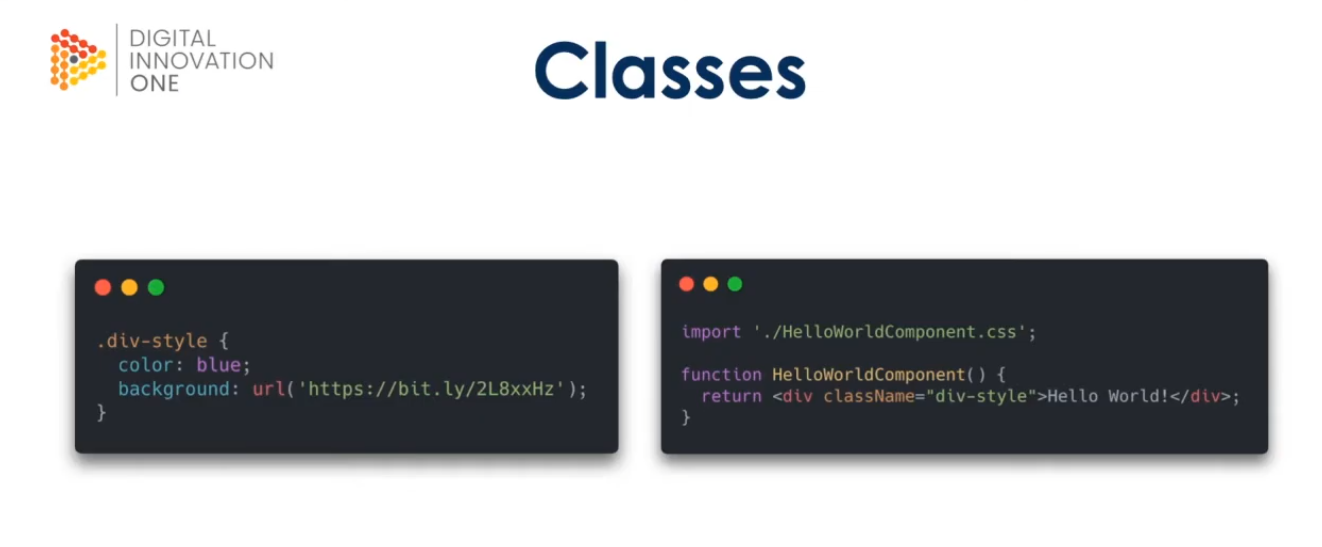 DIGITAL
INNOVATION
ONE
Classes
.div-style {
  color: blue;
  background: url('https://bit.ly/2L8xxHz');
}
import './HelloWorldComponent.css';
function HelloWorldComponent() {
  return <div className="div-style">Hello World!</div>;
}